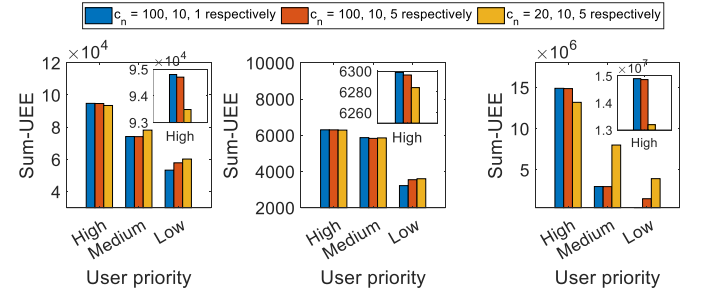 c_n = 100, 10, 1 respectively c_n = 100, 10, 5 respectively c_n = 20, 10, 5 respectively
×10^4
12
10
8
6
4
Sum-UEE
×10^4
9.5
9.4
9.3
High
High Medium Low
User priority
10000
8000
6000
4000
2000
Sum-UEE
6300
6280
6260
High
High Medium Low
User priority
×10^6
15
10
5
Sum-UEE
×10^7
1.5
1.4
1.3
High
High Medium Low
User priority